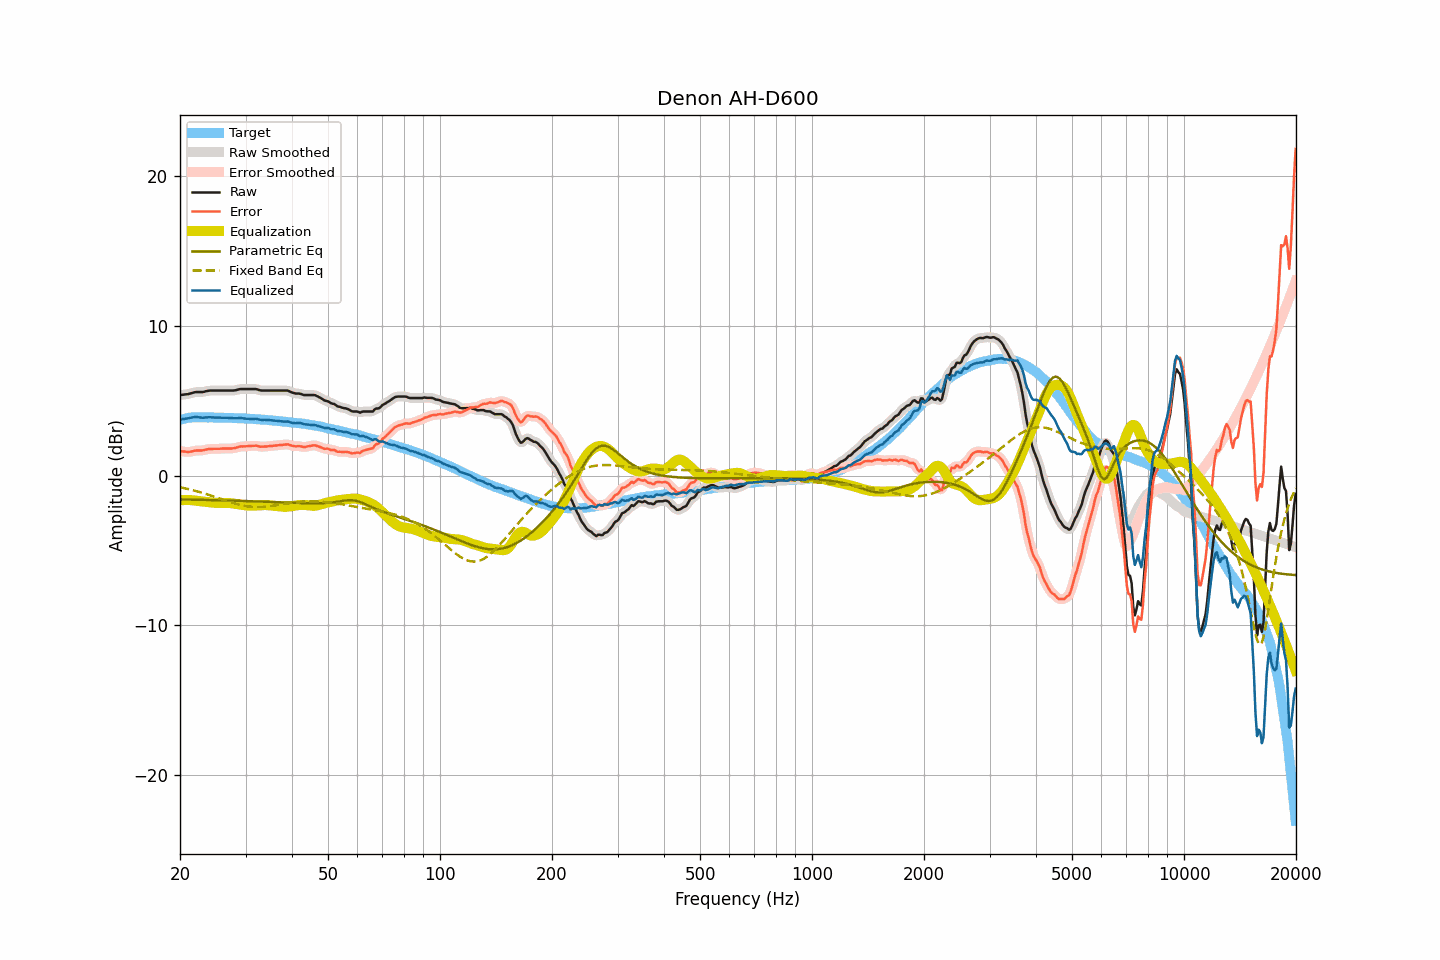 Denon AH-D600
Target
Raw Smoothed
Error Smoothed
Raw
Error
Equalization
Parametric Eq
Fixed Band Eq
Equalized
20
10
0
−10
−20
Amplitude (dBr)
20 50 100 200 500 1000 2000 5000 10000 20000
Frequency (Hz)